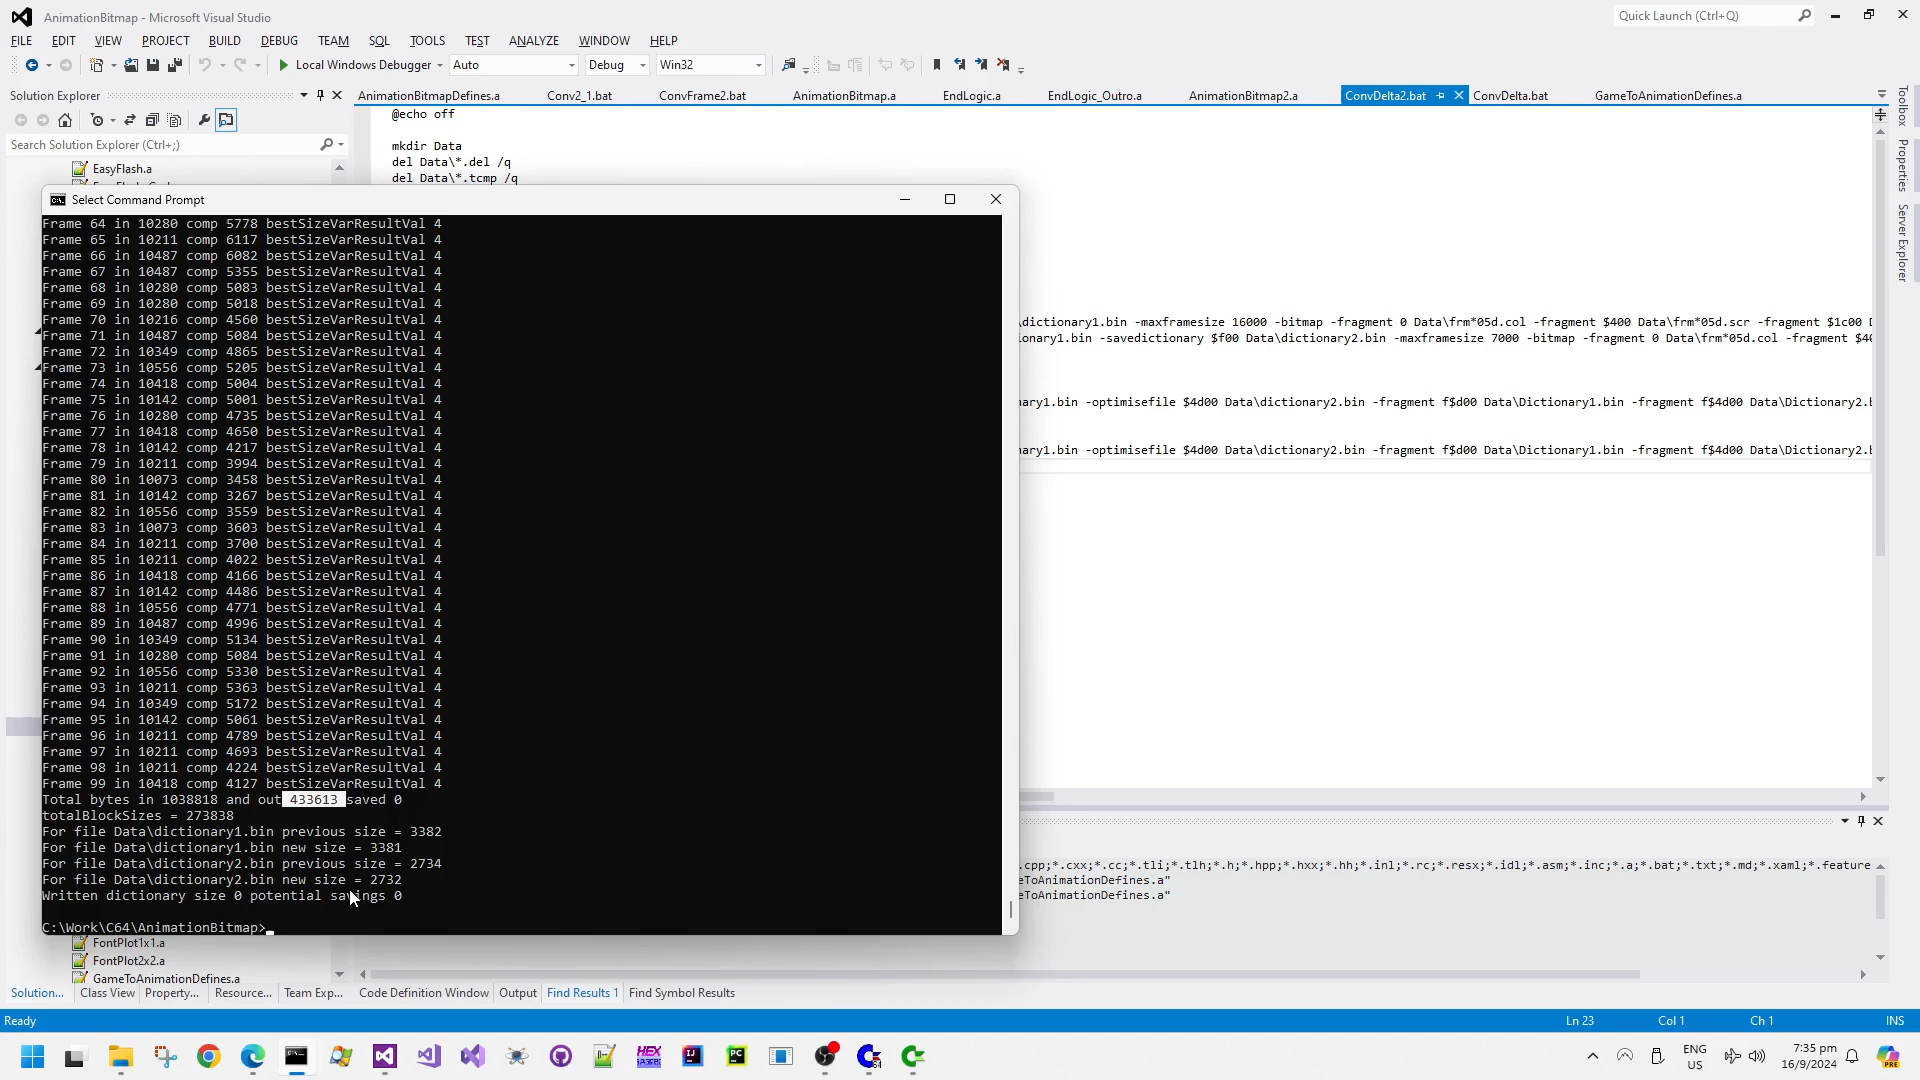 AnimationBitmap - Microsoft Visual Studio
Quick Launch (Ctrl+Q)
FILE EDIT VIEW PROJECT BUILD DEBUG TEAM SQL TOOLS TEST ANALYZE WINDOW HELP
Local Windows Debugger Auto Debug Win32
Solution Explorer
AnimationBitmapDefines.a Conv2_1.bat ConvFrame2.bat AnimationBitmap.a EndLogic.a EndLogic_Outro.a AnimationBitmap2.a ConvDelta2.bat ConvDelta.bat GameToAnimationDefines.a
Toolbox
Properties
Server Explorer
Search Solution Explorer (Ctrl+;)
EasyFlash.a
@echo off
mkdir Data
del Data\*.del /q
del Data\*.tcmp /q
Select Command Prompt
Frame 64 in 10280 comp 5778 bestSizeVarResultVal 4
Frame 65 in 10211 comp 6117 bestSizeVarResultVal 4
Frame 66 in 10487 comp 6082 bestSizeVarResultVal 4
Frame 67 in 10487 comp 5355 bestSizeVarResultVal 4
Frame 68 in 10280 comp 5083 bestSizeVarResultVal 4
Frame 69 in 10280 comp 5018 bestSizeVarResultVal 4
Frame 70 in 10216 comp 4560 bestSizeVarResultVal 4
Frame 71 in 10487 comp 5084 bestSizeVarResultVal 4
Frame 72 in 10349 comp 4865 bestSizeVarResultVal 4
Frame 73 in 10556 comp 5205 bestSizeVarResultVal 4
Frame 74 in 10418 comp 5004 bestSizeVarResultVal 4
Frame 75 in 10142 comp 5001 bestSizeVarResultVal 4
Frame 76 in 10280 comp 4735 bestSizeVarResultVal 4
Frame 77 in 10418 comp 4650 bestSizeVarResultVal 4
Frame 78 in 10142 comp 4217 bestSizeVarResultVal 4
Frame 79 in 10211 comp 3994 bestSizeVarResultVal 4
Frame 80 in 10073 comp 3458 bestSizeVarResultVal 4
Frame 81 in 10142 comp 3267 bestSizeVarResultVal 4
Frame 82 in 10556 comp 3559 bestSizeVarResultVal 4
Frame 83 in 10073 comp 3603 bestSizeVarResultVal 4
Frame 84 in 10211 comp 3700 bestSizeVarResultVal 4
Frame 85 in 10211 comp 4022 bestSizeVarResultVal 4
Frame 86 in 10418 comp 4166 bestSizeVarResultVal 4
Frame 87 in 10142 comp 4486 bestSizeVarResultVal 4
Frame 88 in 10556 comp 4771 bestSizeVarResultVal 4
Frame 89 in 10487 comp 4996 bestSizeVarResultVal 4
Frame 90 in 10349 comp 5134 bestSizeVarResultVal 4
Frame 91 in 10280 comp 5084 bestSizeVarResultVal 4
Frame 92 in 10556 comp 5330 bestSizeVarResultVal 4
Frame 93 in 10211 comp 5363 bestSizeVarResultVal 4
Frame 94 in 10349 comp 5172 bestSizeVarResultVal 4
Frame 95 in 10142 comp 5061 bestSizeVarResultVal 4
Frame 96 in 10211 comp 4789 bestSizeVarResultVal 4
Frame 97 in 10211 comp 4693 bestSizeVarResultVal 4
Frame 98 in 10211 comp 4224 bestSizeVarResultVal 4
Frame 99 in 10418 comp 4127 bestSizeVarResultVal 4
Total bytes in 1038818 and out 433613 saved 0
totalBlockSizes = 273838
For file Data\dictionary1.bin previous size = 3382
For file Data\dictionary1.bin new size = 3381
For file Data\dictionary2.bin previous size = 2734
For file Data\dictionary2.bin new size = 2732
Written dictionary size 0 potential savings 0
C:\Work\C64\AnimationBitmap>
\dictionary1.bin -maxframesize 16000 -bitmap -fragment 0 Data\frm*05d.col -fragment $400 Data\frm*05d.scr -fragment $1c00 D
onary1.bin -savedictionary $f00 Data\dictionary2.bin -maxframesize 7000 -bitmap -fragment 0 Data\frm*05d.col -fragment $40
nary1.bin -optimisefile $4d00 Data\dictionary2.bin -fragment f$d00 Data\Dictionary1.bin -fragment f$4d00 Data\Dictionary2.b
nary1.bin -optimisefile $4d00 Data\dictionary2.bin -fragment f$d00 Data\Dictionary1.bin -fragment f$4d00 Data\Dictionary2.b
.cpp;*.cxx;*.cc;*.tli;*.tlh;*.h;*.hpp;*.hxx;*.hh;*.inl;*.rc;*.resx;*.idl;*.asm;*.inc;*.a;*.bat;*.txt;*.md;*.xaml;*.feature
eToAnimationDefines.a"
eToAnimationDefines.a"
FontPlot1x1.a
FontPlot2x2.a
GameToAnimationDefines.a
Solution... Class View Property... Resource... Team Exp... Code Definition Window Output Find Results 1 Find Symbol Results
Ready Ln 23 Col 1 Ch 1 INS
HEX
IJ
PC
64
ENG
US
7:35 pm
16/9/2024
PRE